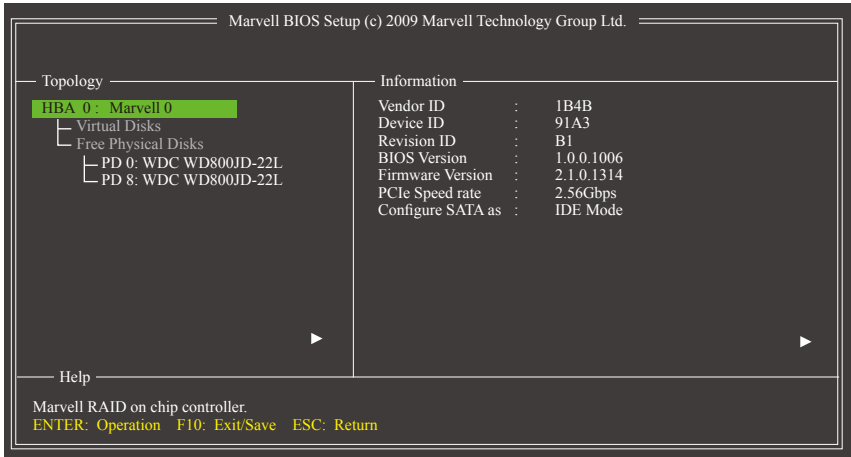 Marvell BIOS Setup (c) 2009 Marvell Technology Group Ltd.
Topology
HBA 0 : Marvell 0
Virtual Disks
Free Physical Disks
PD 0: WDC WD800JD-22L
PD 8: WDC WD800JD-22L
Information
Vendor ID : 1B4B
Device ID : 91A3
Revision ID : B1
BIOS Version : 1.0.0.1006
Firmware Version : 2.1.0.1314
PCIe Speed rate : 2.56Gbps
Configure SATA as : IDE Mode
Help
Marvell RAID on chip controller.
ENTER: Operation F10: Exit/Save ESC: Return